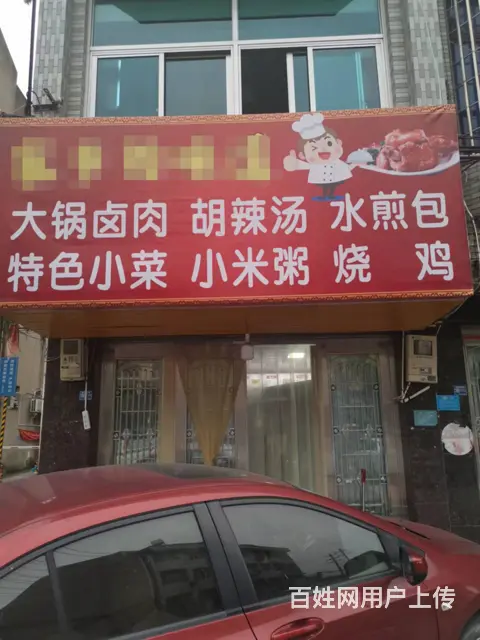 大锅卤肉 胡辣汤 水煎包
特色小菜 小米粥 烧 鸡
百姓网用户上传